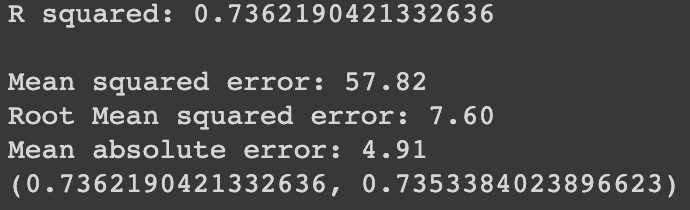 R squared: 0.7362190421332636
Mean squared error: 57.82
Root Mean squared error: 7.60
Mean absolute error: 4.91
(0.7362190421332636, 0.7353384023896623)